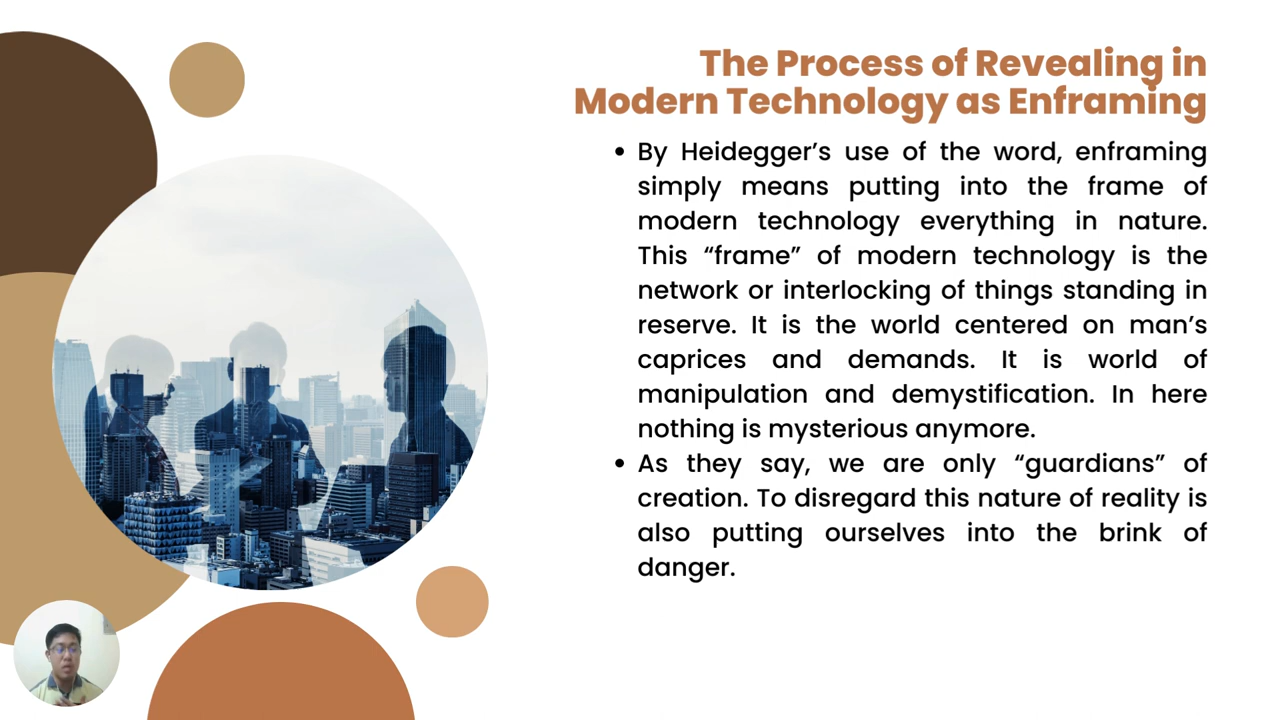 The Process of Revealing in
Modern Technology as Enframing
• By Heidegger’s use of the word, enframing
simply means putting into the frame of
modern technology everything in nature.
This “frame” of modern technology is the
network or interlocking of things standing in
reserve. It is the world centered on man’s
caprices and demands. It is world of
manipulation and demystification. In here
nothing is mysterious anymore.
• As they say, we are only “guardians” of
creation. To disregard this nature of reality is
also putting ourselves into the brink of
danger.